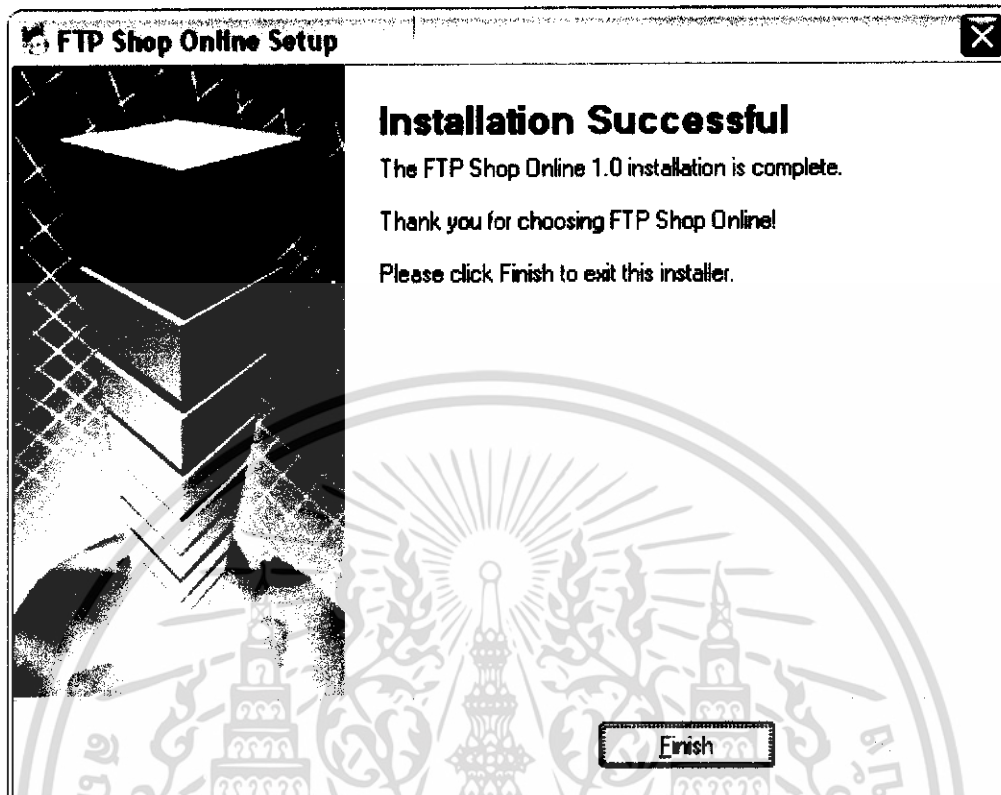 FTP Shop Online Setup
Installation Successful
The FTP Shop Online 1.0 installation is complete.
Thank you for choosing FTP Shop Online!
Please click Finish to exit this installer.
Finish